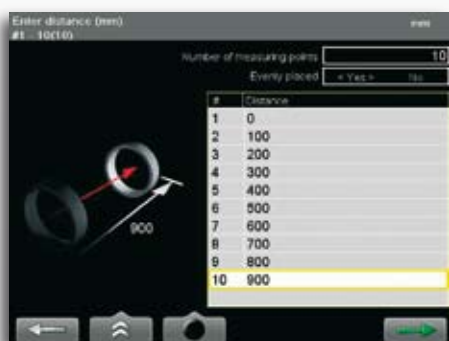 Enter distance (mm)
mm
#1 - 10(10)
Number of measuring points 10
Evenly placed < Yes > No
# Distance
1 0
2 100
3 200
4 300
5 400
6 500
7 600
8 700
9 800
10 900
900